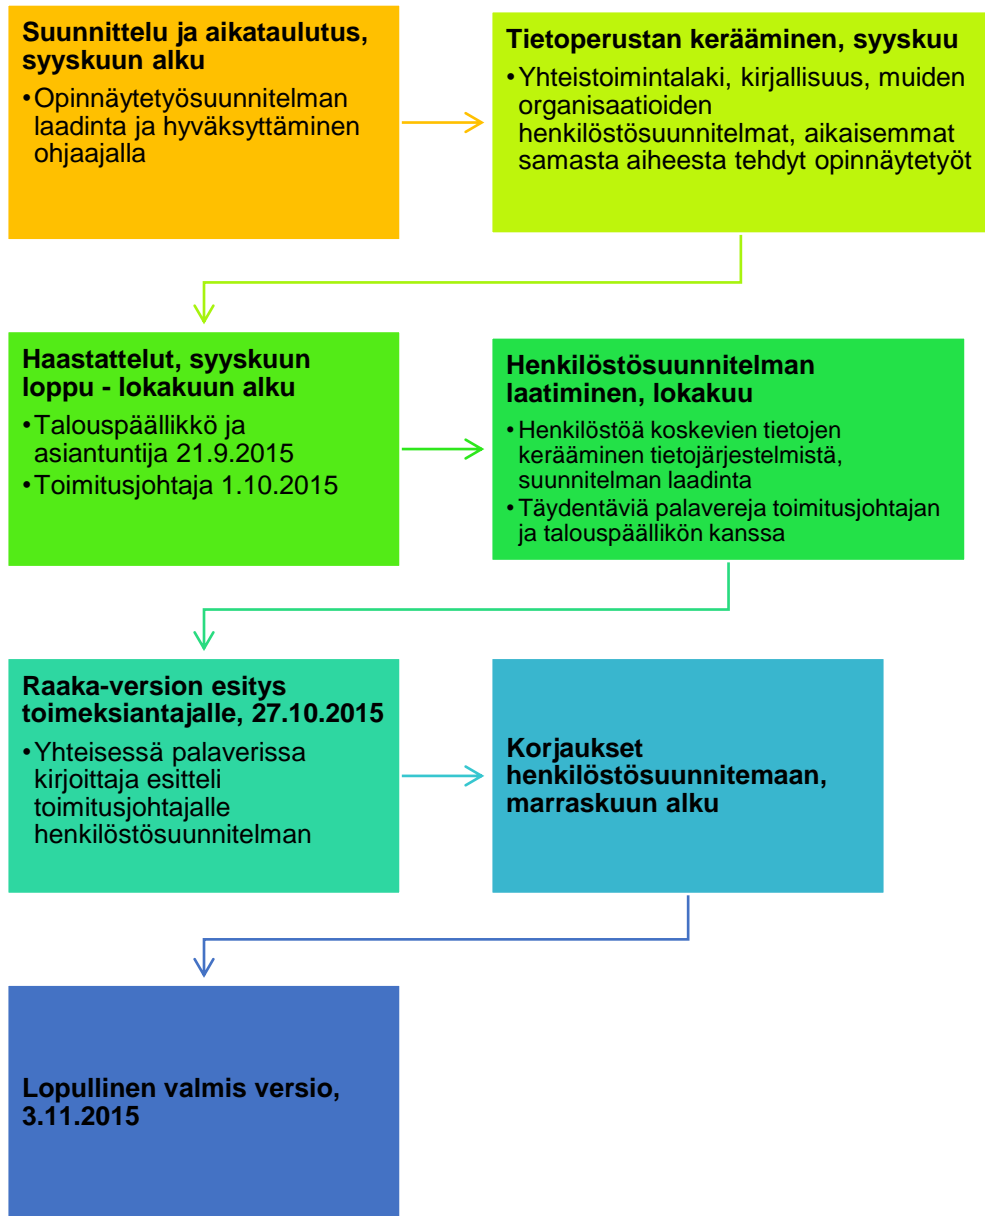 Suunnittelu ja aikataulutus,
syyskuun alku
•Opinnäytetyösuunnitelman
laadinta ja hyväksyttäminen
ohjaajalla
Tietoperustan kerääminen, syyskuu
•Yhteistoimintalaki, kirjallisuus, muiden
organisaatioiden
henkilöstösuunnitelmat, aikaisemmat
samasta aiheesta tehdyt opinnäytetyöt
Haastattelut, syyskuun
loppu - lokakuun alku
•Talouspäällikkö ja
asiantuntija 21.9.2015
•Toimitusjohtaja 1.10.2015
Henkilöstösuunnitelman
laatiminen, lokakuu
•Henkilöstöä koskevien tietojen
kerääminen tietojärjestelmistä,
suunnitelman laadinta
•Täydentäviä palavereja toimitusjohtajan
ja talouspäällikön kanssa
Raaka-version esitys
toimeksiantajalle, 27.10.2015
•Yhteisessä palaverissa
kirjoittaja esitteli
toimitusjohtajalle
henkilöstösuunnitelman
Korjaukset
henkilöstösuunnitemaan,
marraskuun alku
Lopullinen valmis versio,
3.11.2015